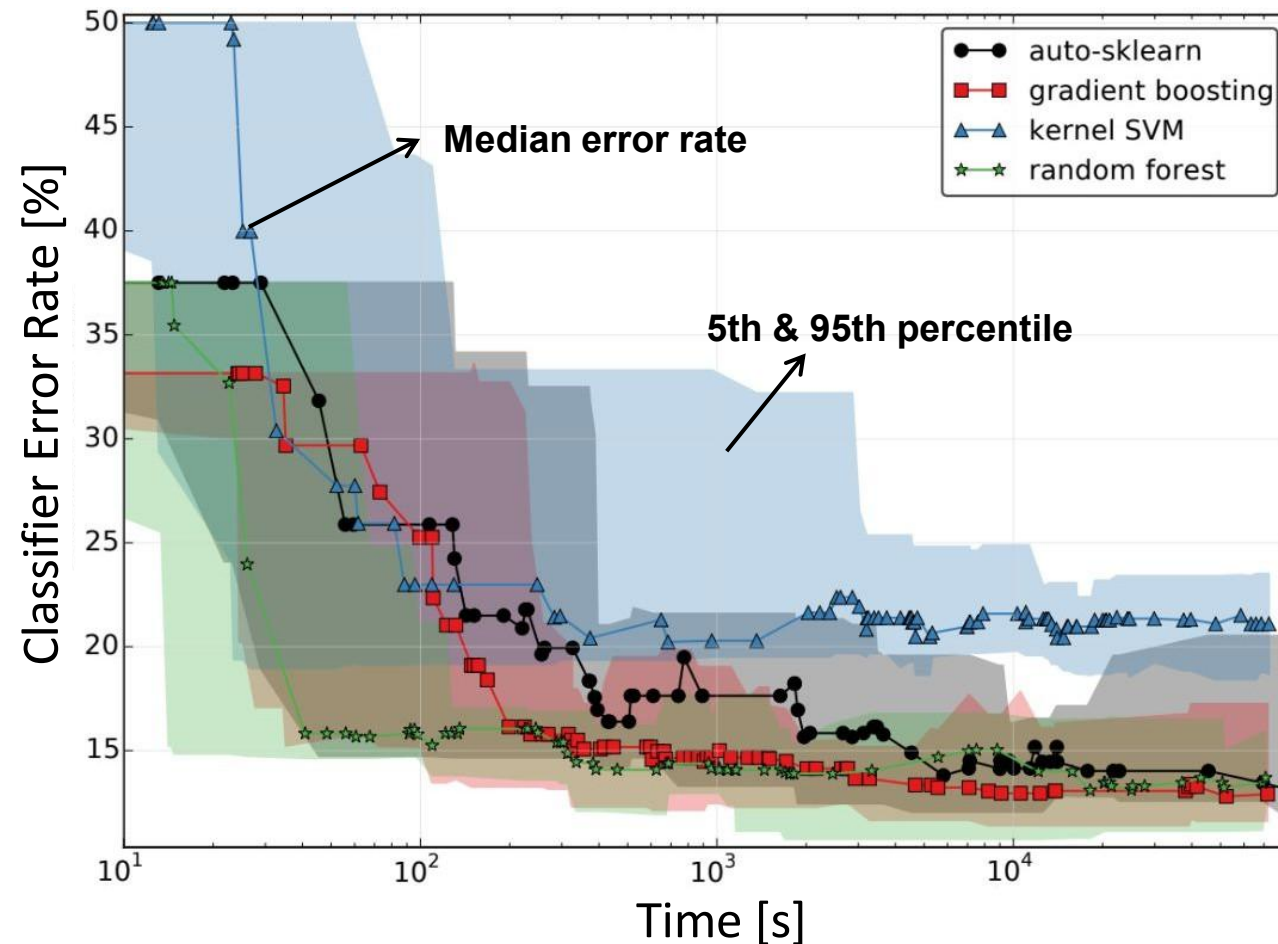 50
45
40
35
30
25
20
15
Classifier Error Rate [%]
auto-sklearn
gradient boosting
kernel SVM
random forest
Median error rate
5th & 95th percentile
10¹
10²
10³
10⁴
Time [s]